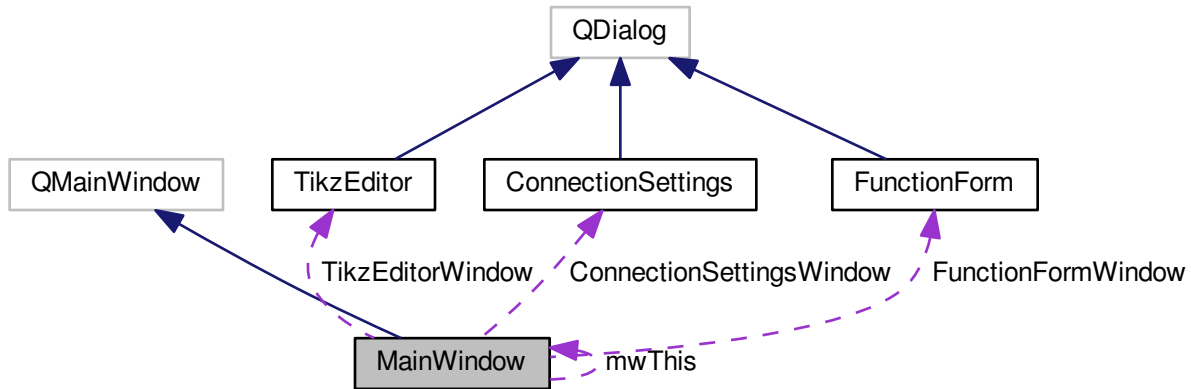 QDialog
QMainWindow
TikzEditor
ConnectionSettings
FunctionForm
TikzEditorWindow
ConnectionSettingsWindow
FunctionFormWindow
MainWindow
mwThis